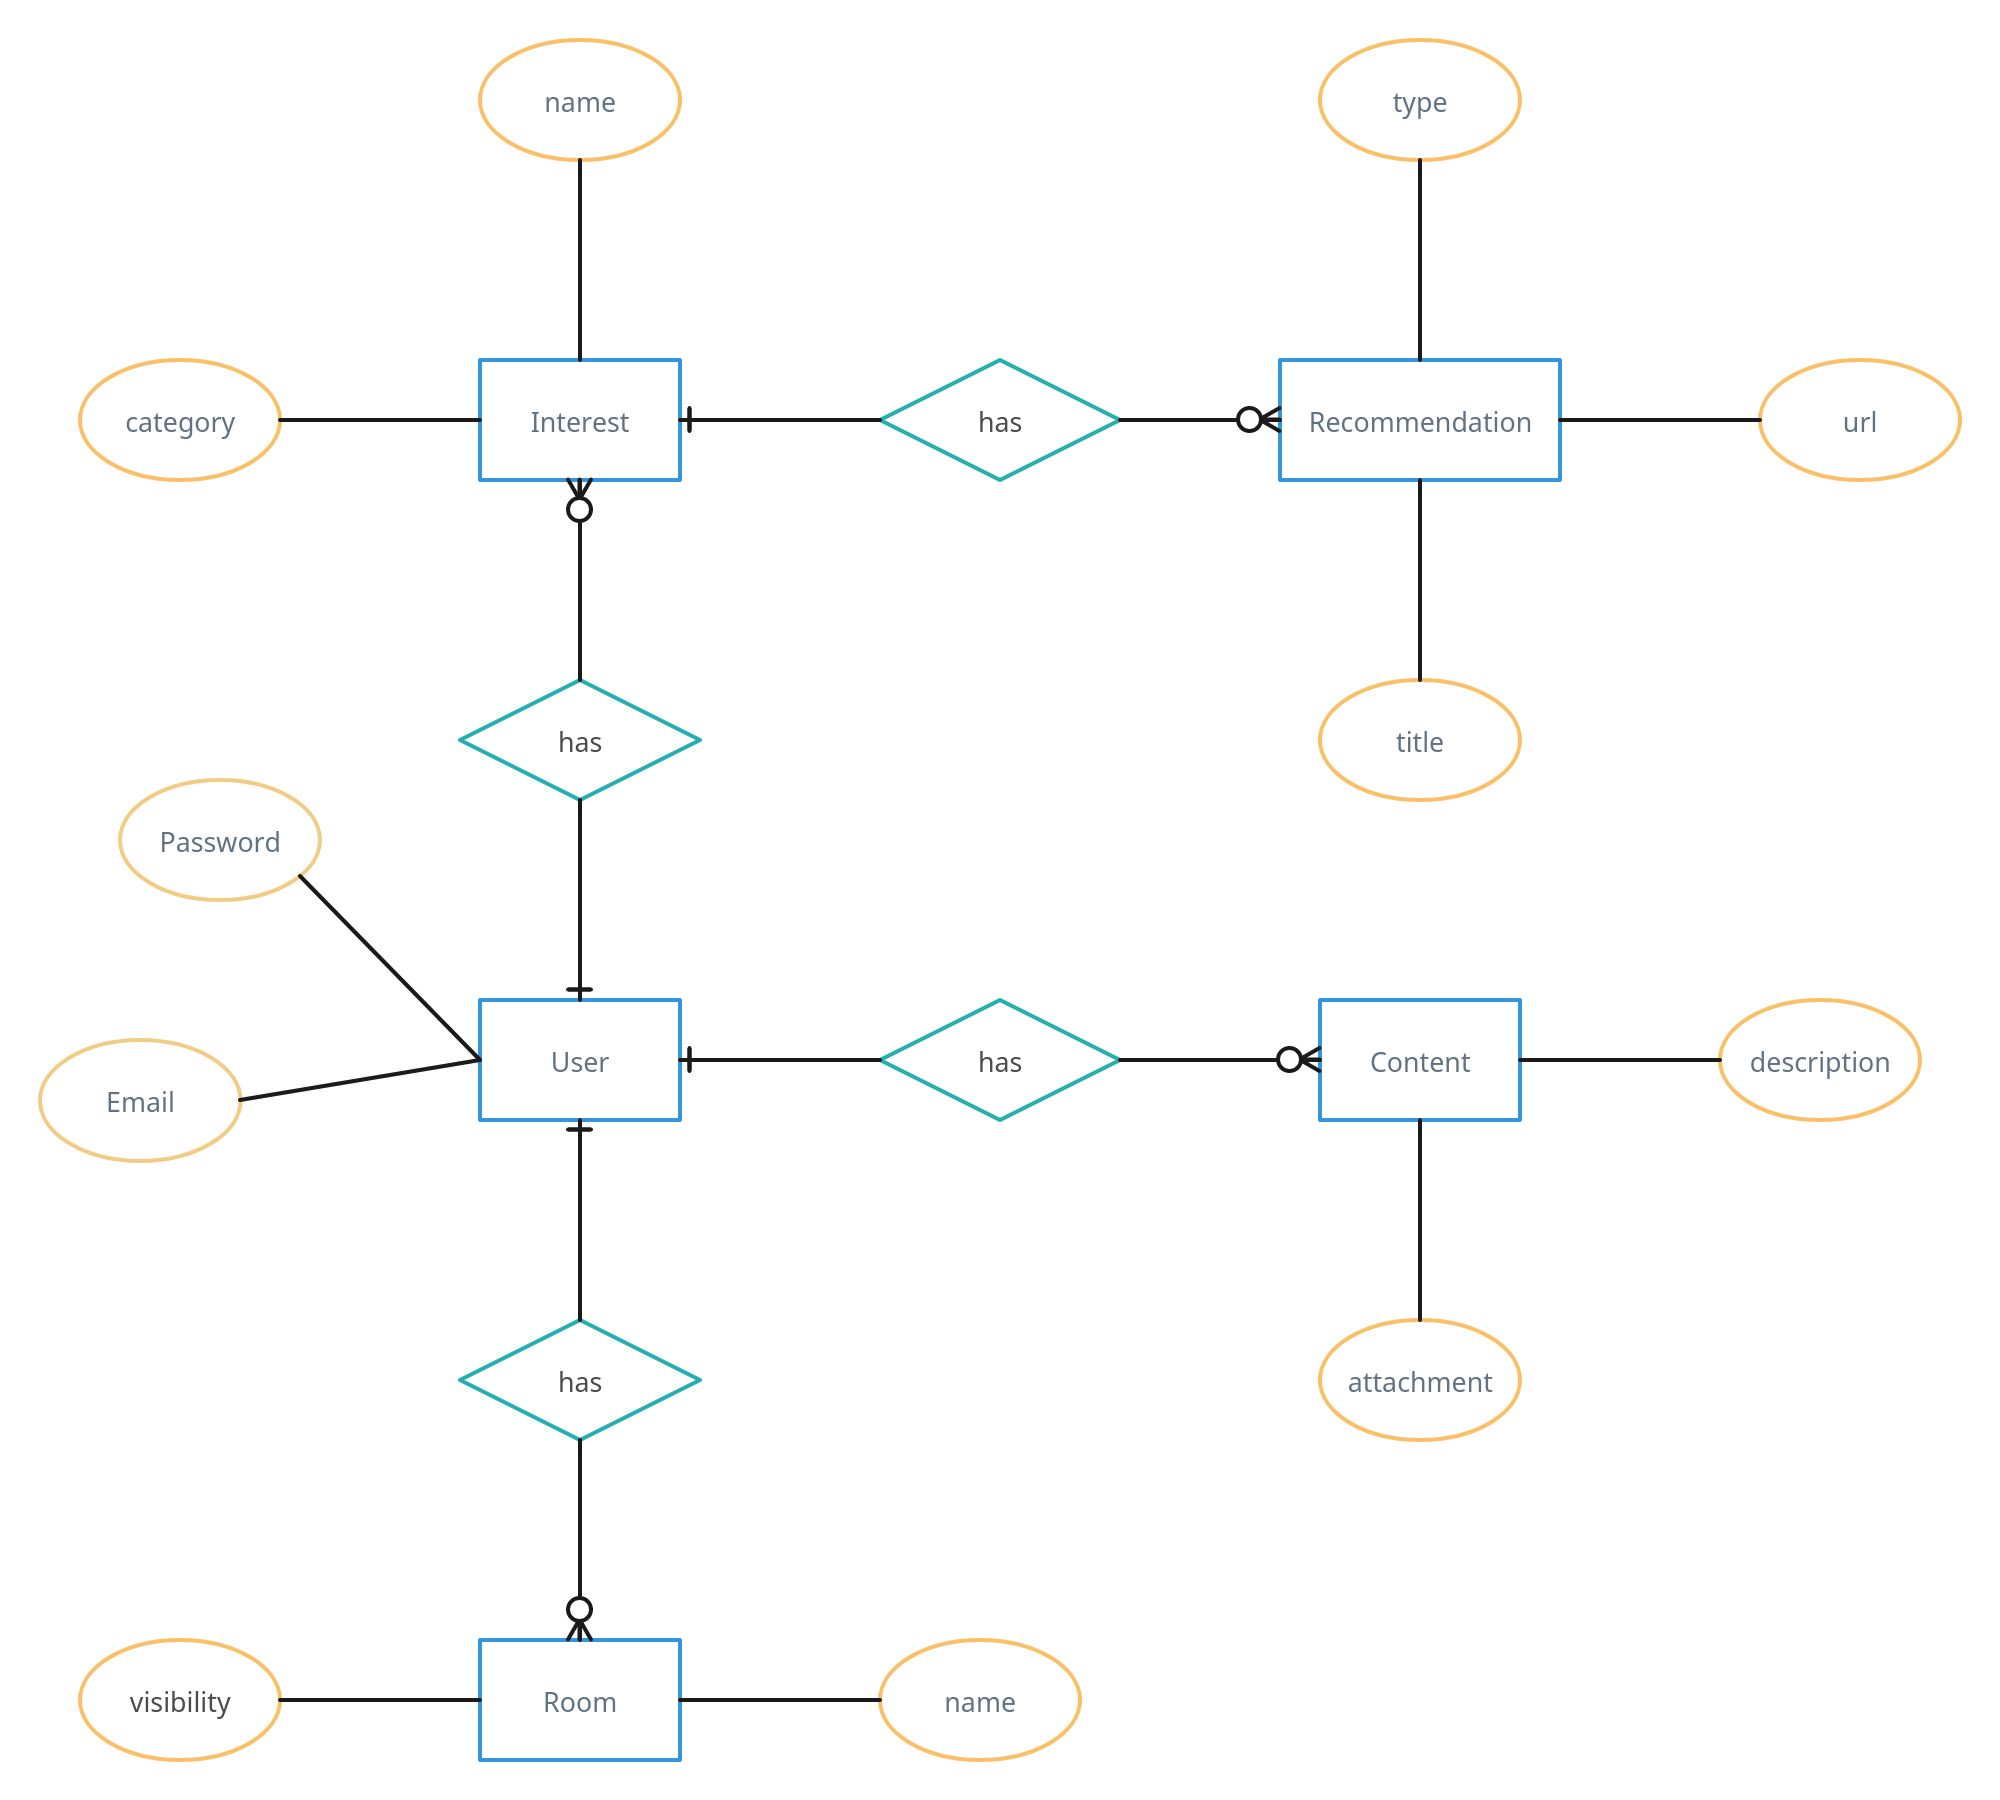 name
type
category
Interest
has
Recommendation
url
has
title
Password
User
has
Content
description
Email
has
attachment
visibility
Room
name